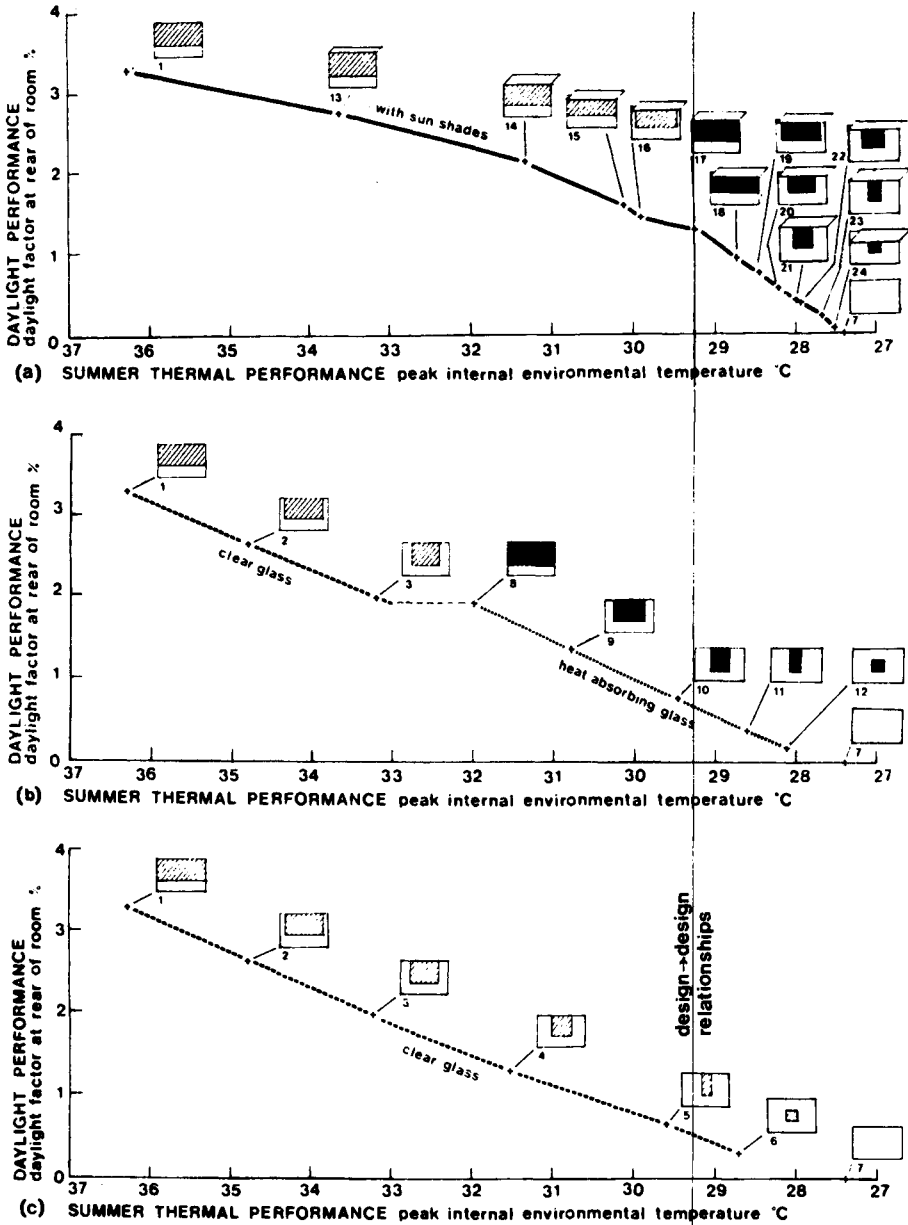 DAYLIGHT PERFORMANCE
daylight factor at rear of room %
4
3
2
1
0
1
13
with sun shades
14
15
16
17
18
19
20
21
22
23
24
7
37 36 35 34 33 32 31 30 29 28 27
(a) SUMMER THERMAL PERFORMANCE peak internal environmental temperature °C
DAYLIGHT PERFORMANCE
daylight factor at rear of room %
4
3
2
1
0
1
2
clear glass
3
8
9
heat absorbing glass
10
11
12
7
37 36 35 34 33 32 31 30 29 28 27
(b) SUMMER THERMAL PERFORMANCE peak internal environmental temperature °C
DAYLIGHT PERFORMANCE
daylight factor at rear of room %
4
3
2
1
0
1
2
3
clear glass
4
5
6
7
design→design
relationships
37 36 35 34 33 32 31 30 29 28 27
(c) SUMMER THERMAL PERFORMANCE peak internal environmental temperature °C